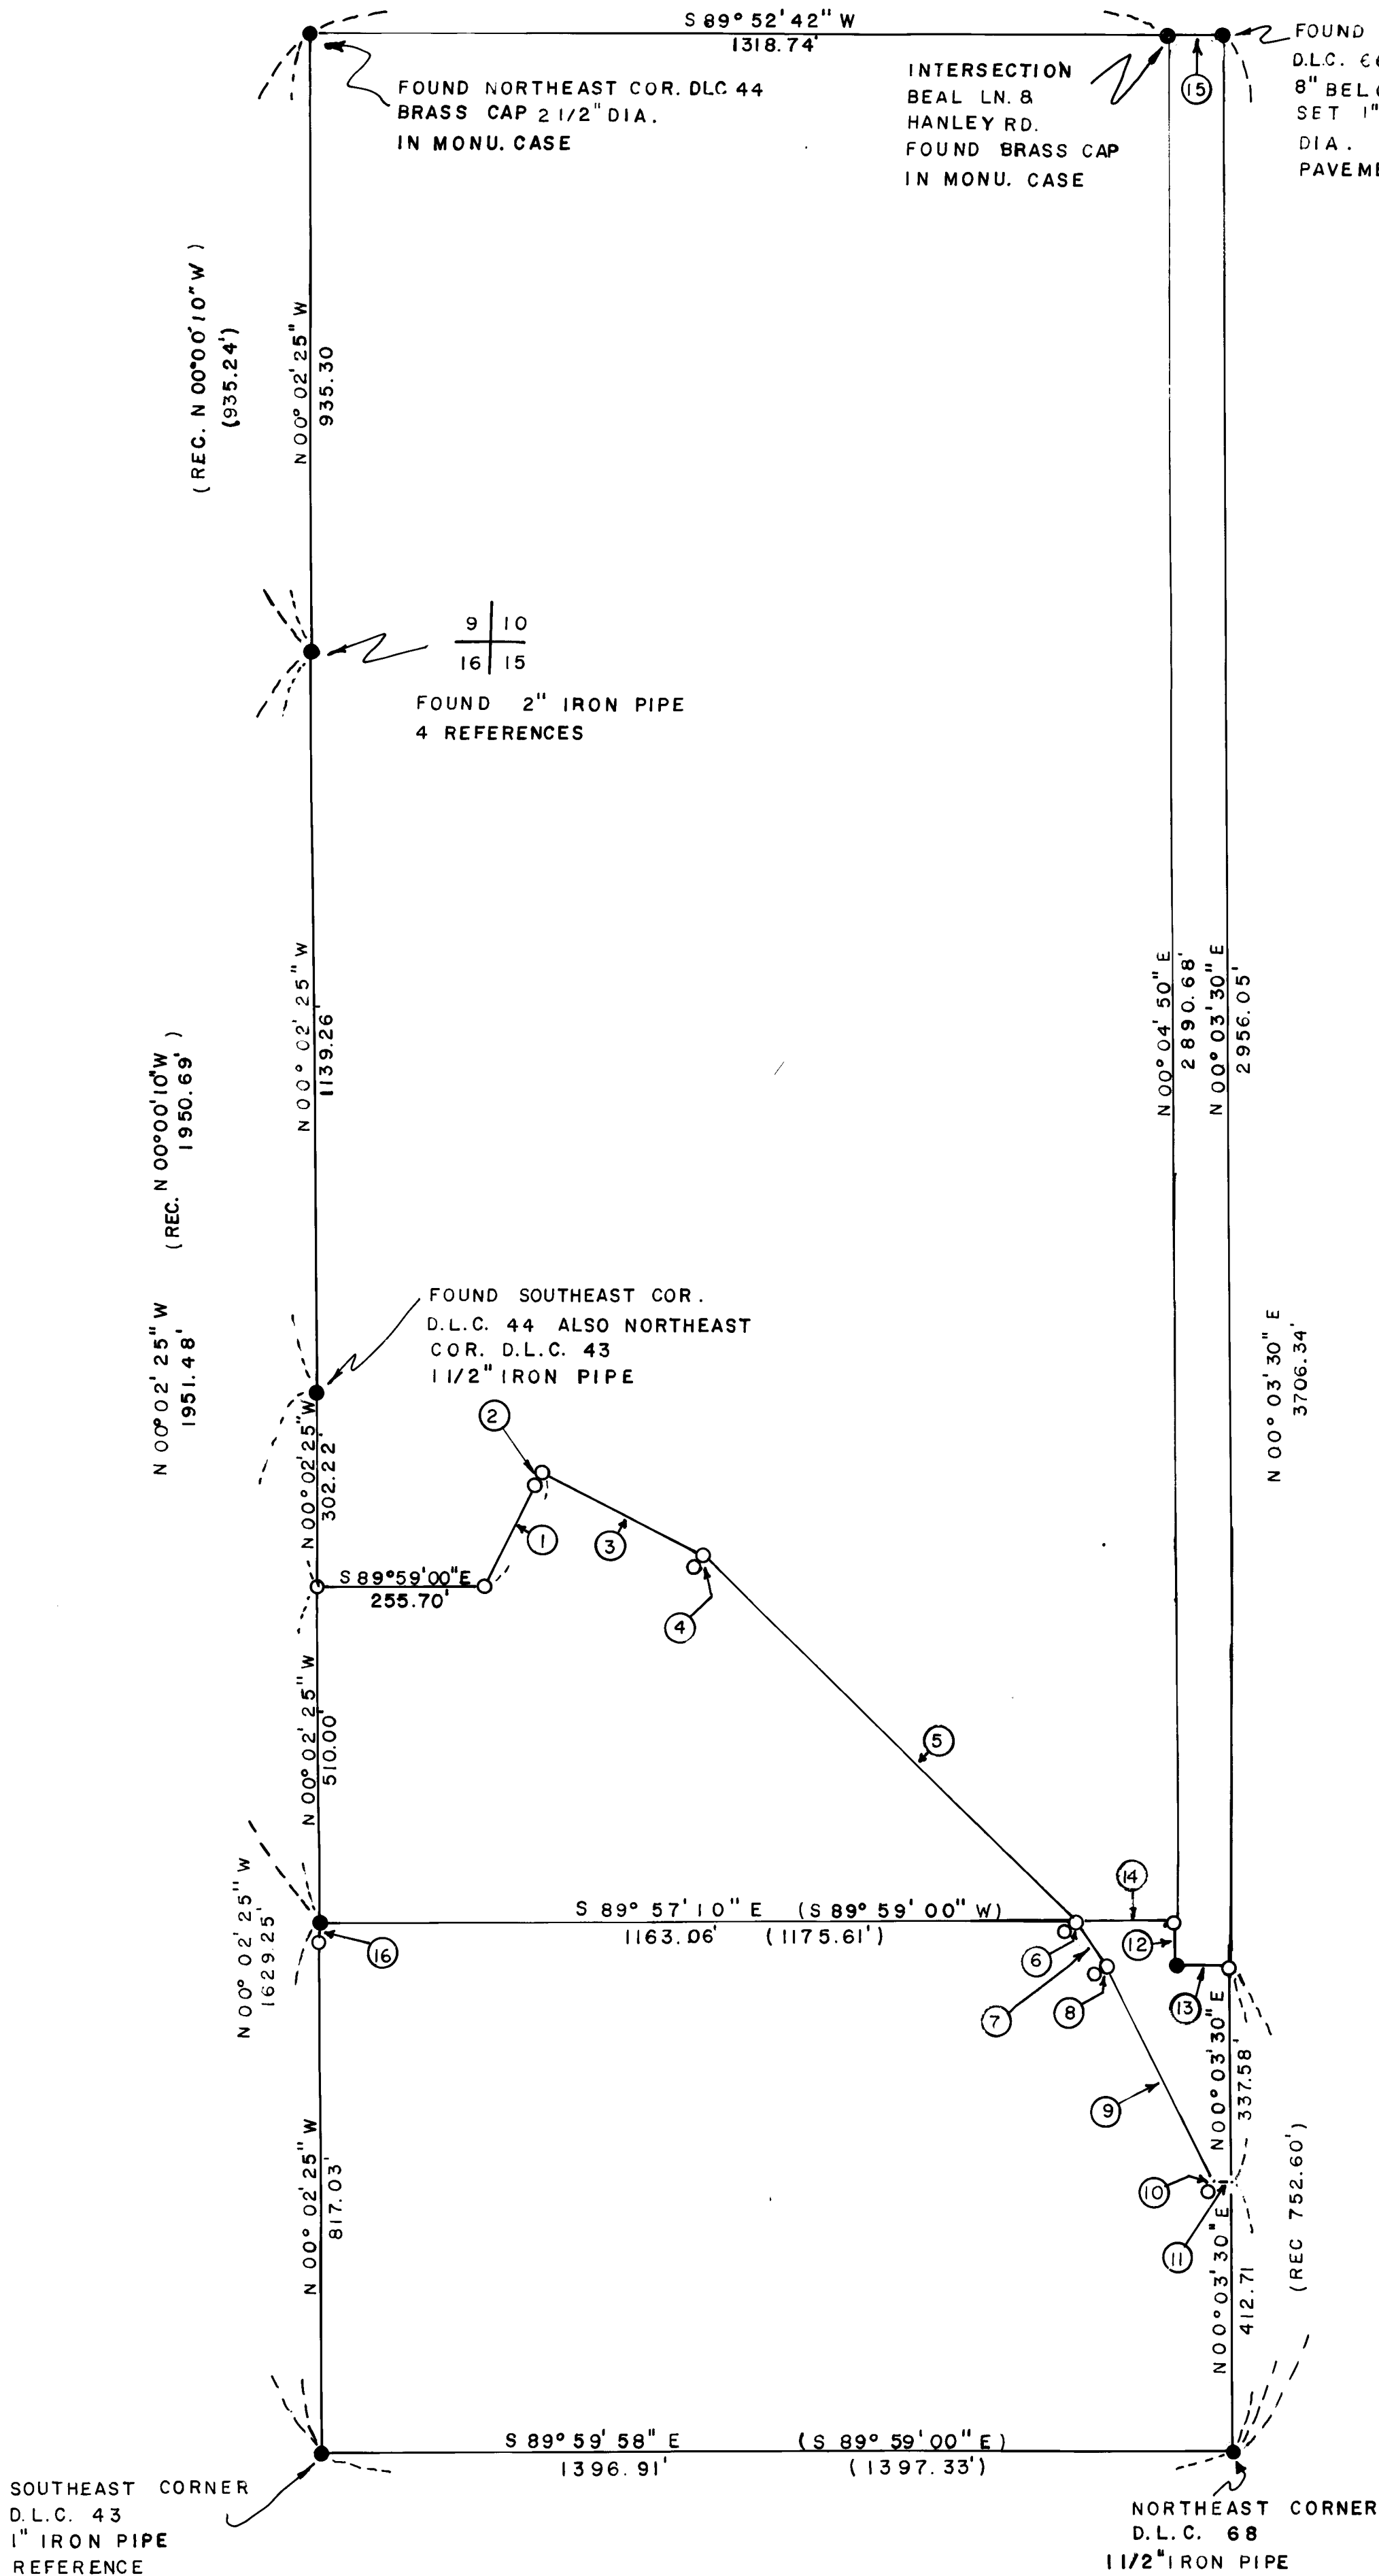 S 89° 52' 42" W
1318.74'
FOUND NORTHEAST COR. DLC 44
BRASS CAP 2 1/2" DIA.
IN MONU. CASE
INTERSECTION
BEAL LN. &
HANLEY RD.
FOUND BRASS CAP
IN MONU. CASE
15
FOUND
D.L.C.
8" BELO
SET 1"
DIA.
PAVEME
(REC. N 00°00'10" W )
(935.24')
N 00° 02' 25" W
935.30
9 10
16 15
FOUND 2" IRON PIPE
4 REFERENCES
N 00° 02' 25" W
1139.26'
(REC. N 00°00'10"W )
1950.69'
N 00° 02' 25" W
1951.48'
N 00° 04' 50" E
2890.68'
N 00° 03' 30" E
2956.05'
N 00° 03' 30" E
3706.34'
FOUND SOUTHEAST COR.
D.L.C. 44 ALSO NORTHEAST
COR. D.L.C. 43
1 1/2" IRON PIPE
N 00° 02' 25" W
302.22'
2
1
3
4
S 89°59'00" E
255.70'
N 00° 02' 25" W
510.00'
5
14
S 89° 57' 10" E (S 89° 59' 00" W)
1163.06' (1175.61')
16
6
12
7
8
13
N 00° 02' 25" W
1629.25'
N 00° 03' 30" E
337.58'
9
10
11
(REC 752.60')
N 00° 02' 25" W
817.03'
N 00° 03' 30" E
412.71
S 89° 59' 58" E (S 89° 59' 00" E)
1396.91' (1397.33')
SOUTHEAST CORNER
D.L.C. 43
1" IRON PIPE
REFERENCE
NORTHEAST CORNER
D.L.C. 68
1 1/2" IRON PIPE